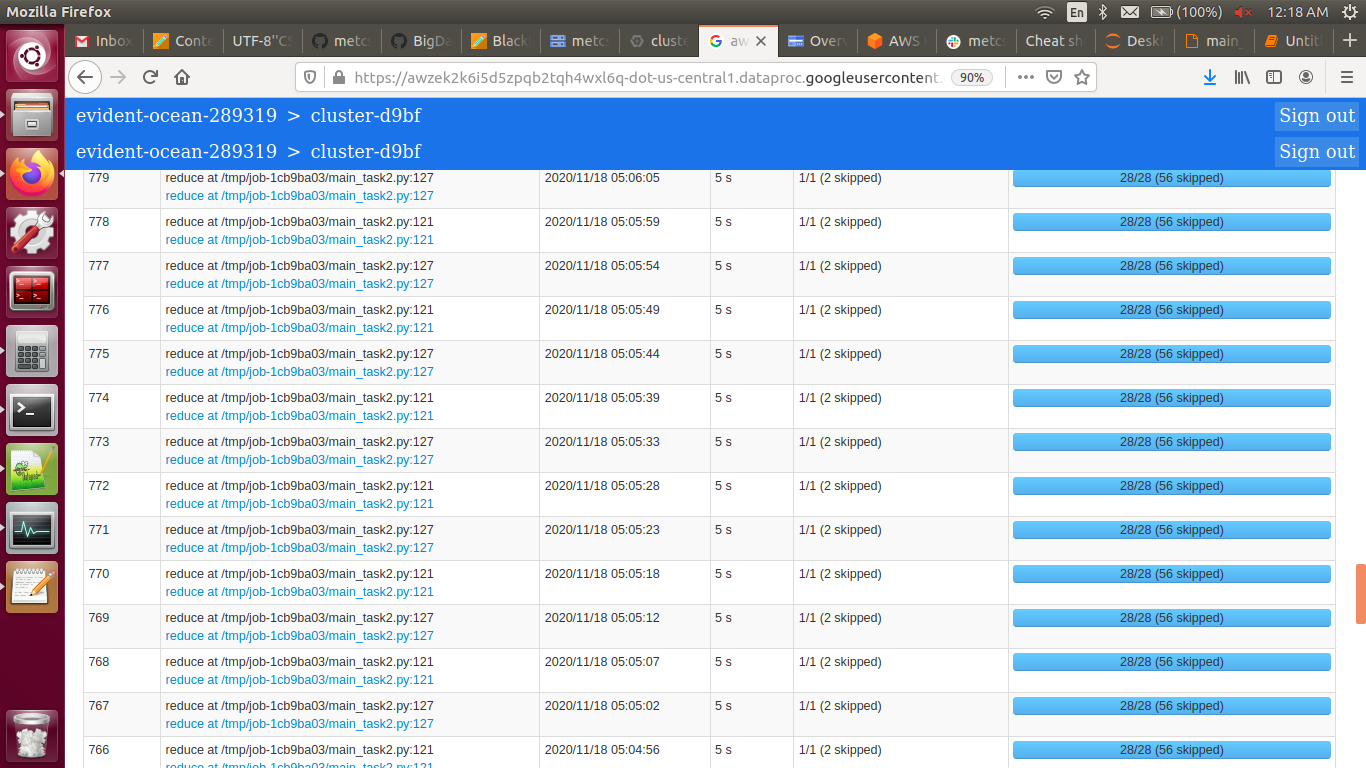 Mozilla Firefox
En
(100%)
12:18 AM
Inbox
Conte
UTF-8''GS
metcs
BigDa
Black
metcs
cluste
aw
Overv
AWS
metcs
Cheat sh
Desk
main_
Untit
https://awzek2k6i5d5zpqb2tqh4wxl6q-dot-us-central1.dataproc.googleusercontent.
90%
evident-ocean-289319 > cluster-d9bf Sign out
evident-ocean-289319 > cluster-d9bf Sign out
779 reduce at /tmp/job-1cb9ba03/main_task2.py:127 2020/11/18 05:06:05 5 s 1/1 (2 skipped) 28/28 (56 skipped)
reduce at /tmp/job-1cb9ba03/main_task2.py:127
778 reduce at /tmp/job-1cb9ba03/main_task2.py:121 2020/11/18 05:05:59 5 s 1/1 (2 skipped) 28/28 (56 skipped)
reduce at /tmp/job-1cb9ba03/main_task2.py:121
777 reduce at /tmp/job-1cb9ba03/main_task2.py:127 2020/11/18 05:05:54 5 s 1/1 (2 skipped) 28/28 (56 skipped)
reduce at /tmp/job-1cb9ba03/main_task2.py:127
776 reduce at /tmp/job-1cb9ba03/main_task2.py:121 2020/11/18 05:05:49 5 s 1/1 (2 skipped) 28/28 (56 skipped)
reduce at /tmp/job-1cb9ba03/main_task2.py:121
775 reduce at /tmp/job-1cb9ba03/main_task2.py:127 2020/11/18 05:05:44 5 s 1/1 (2 skipped) 28/28 (56 skipped)
reduce at /tmp/job-1cb9ba03/main_task2.py:127
774 reduce at /tmp/job-1cb9ba03/main_task2.py:121 2020/11/18 05:05:39 5 s 1/1 (2 skipped) 28/28 (56 skipped)
reduce at /tmp/job-1cb9ba03/main_task2.py:121
773 reduce at /tmp/job-1cb9ba03/main_task2.py:127 2020/11/18 05:05:33 5 s 1/1 (2 skipped) 28/28 (56 skipped)
reduce at /tmp/job-1cb9ba03/main_task2.py:127
772 reduce at /tmp/job-1cb9ba03/main_task2.py:121 2020/11/18 05:05:28 5 s 1/1 (2 skipped) 28/28 (56 skipped)
reduce at /tmp/job-1cb9ba03/main_task2.py:121
771 reduce at /tmp/job-1cb9ba03/main_task2.py:127 2020/11/18 05:05:23 5 s 1/1 (2 skipped) 28/28 (56 skipped)
reduce at /tmp/job-1cb9ba03/main_task2.py:127
770 reduce at /tmp/job-1cb9ba03/main_task2.py:121 2020/11/18 05:05:18 5 s 1/1 (2 skipped) 28/28 (56 skipped)
reduce at /tmp/job-1cb9ba03/main_task2.py:121
769 reduce at /tmp/job-1cb9ba03/main_task2.py:127 2020/11/18 05:05:12 5 s 1/1 (2 skipped) 28/28 (56 skipped)
reduce at /tmp/job-1cb9ba03/main_task2.py:127
768 reduce at /tmp/job-1cb9ba03/main_task2.py:121 2020/11/18 05:05:07 5 s 1/1 (2 skipped) 28/28 (56 skipped)
reduce at /tmp/job-1cb9ba03/main_task2.py:121
767 reduce at /tmp/job-1cb9ba03/main_task2.py:127 2020/11/18 05:05:02 5 s 1/1 (2 skipped) 28/28 (56 skipped)
reduce at /tmp/job-1cb9ba03/main_task2.py:127
766 reduce at /tmp/job-1cb9ba03/main_task2.py:121 2020/11/18 05:04:56 5 s 1/1 (2 skipped) 28/28 (56 skipped)
reduce at /tmp/job-1cb9ba03/main_task2.py:121